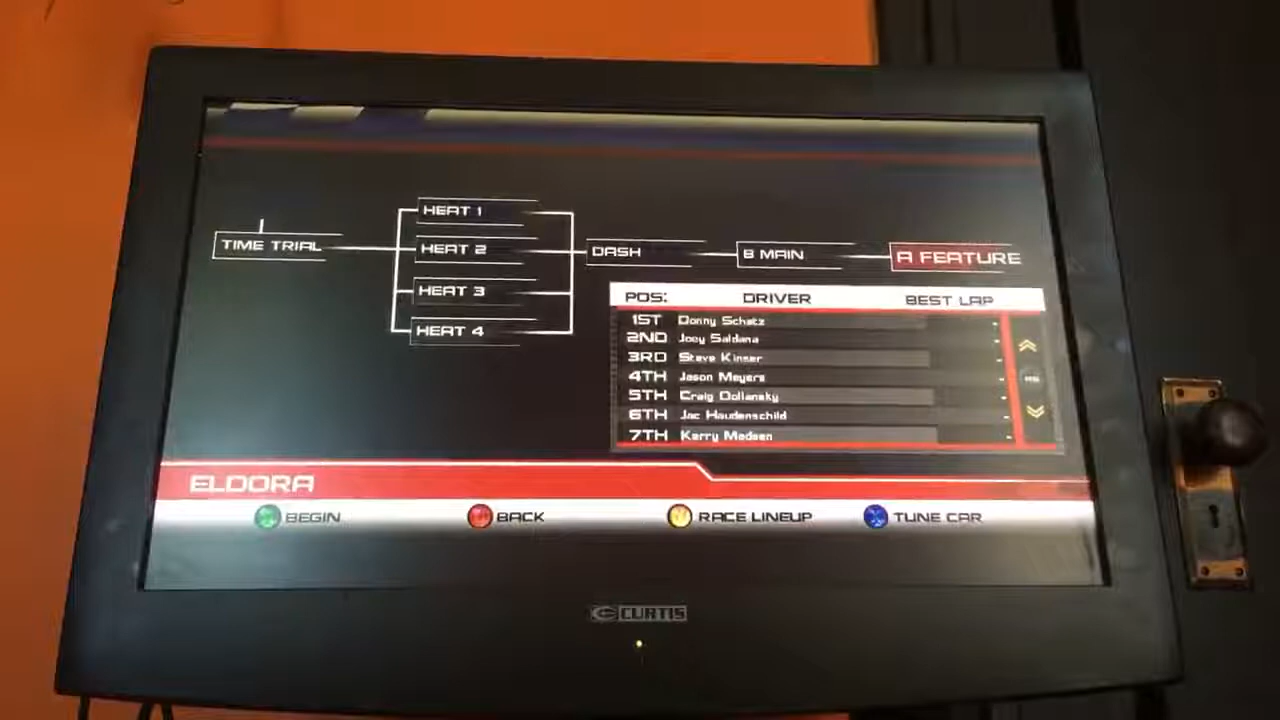 HEAT 1
TIME TRIAL
HEAT 2
DASH
B MAIN
A FEATURE
HEAT 3
HEAT 4
POS: DRIVER BEST LAP
1ST Donny Schatz -
2ND Joey Saldana -
3RD Steve Kinser -
4TH Jason Meyers -
5TH Craig Dollansky -
6TH Jac Haudenschild -
7TH Kerry Madsen -
RS
ELDORA
BEGIN BACK RACE LINEUP TUNE CAR
CURTIS